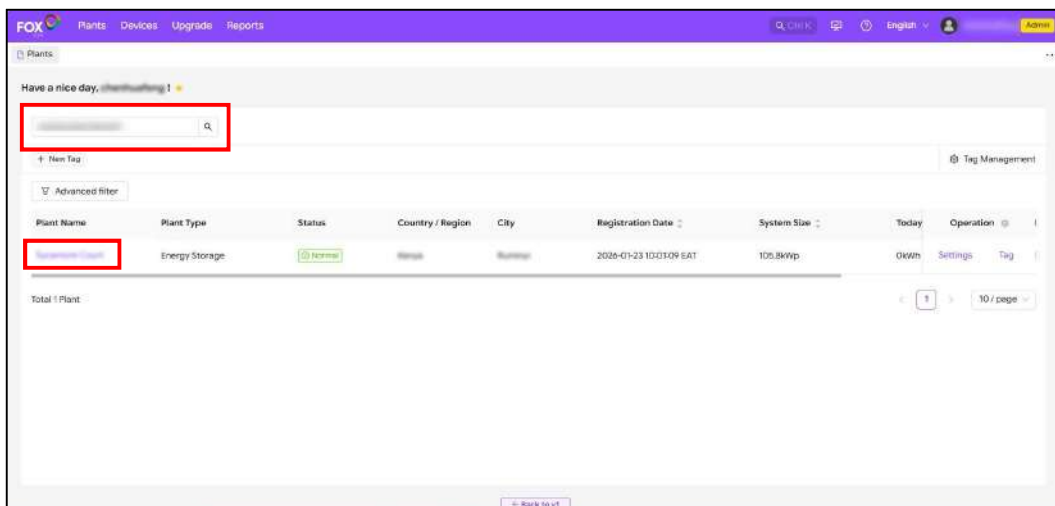 FOX Plants Devices Upgrade Reports Ctrl K English Admin
Plants
Have a nice day, !
+ New Tag Tag Management
Advanced filter
Plant Name Plant Type Status Country / Region City Registration Date System Size Today Operation
Energy Storage Normal 2026-01-23 10:01:09 EAT 105.8kWp 0kWh Settings Tag
Total 1 Plant 1 10 / page
Back to v1